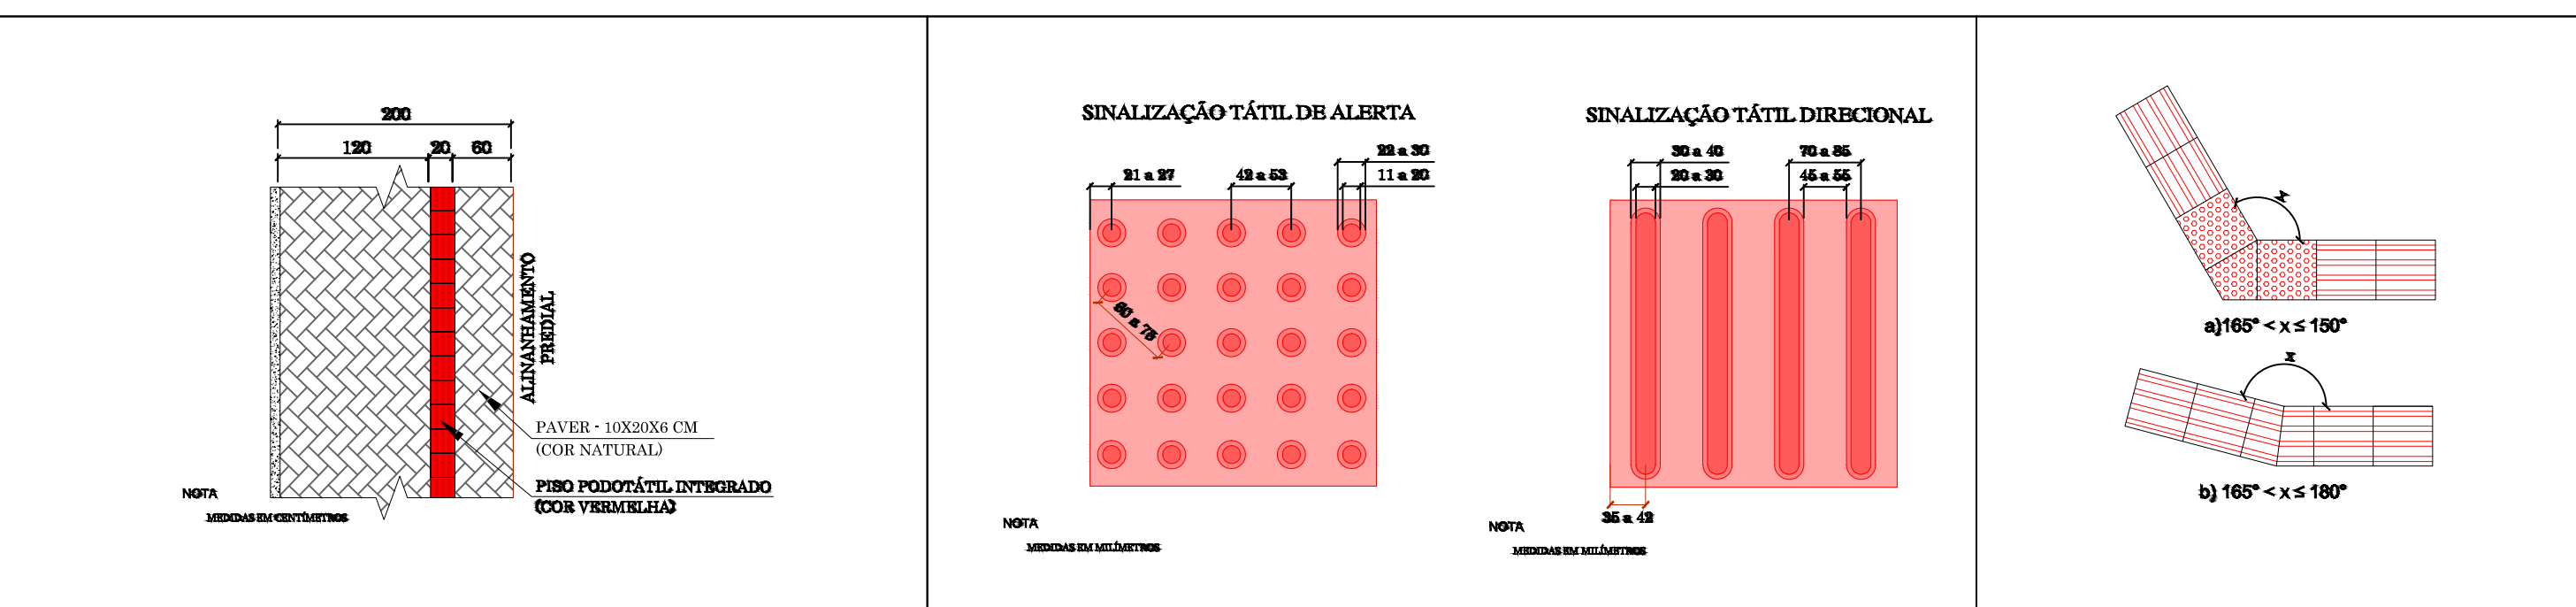 200
120 20 60
ALINANHAMENTO
PREDIAL
PAVER - 10X20X6 CM
(COR NATURAL)
PISO PODOTÁTIL INTEGRADO
(COR VERMELHA)
NOTA
MEDIDAS EM CENTÍMETROS
SINALIZAÇÃO TÁTIL DE ALERTA
22 a 30
21 a 27 42 a 53 11 a 20
60 a 75
NOTA
MEDIDAS EM MILÍMETROS
SINALIZAÇÃO TÁTIL DIRECIONAL
30 a 40 70 a 85
20 a 30 45 a 55
35 a 42
NOTA
MEDIDAS EM MILÍMETROS
x
a)165° < x ≤ 150°
x
b) 165° < x ≤ 180°